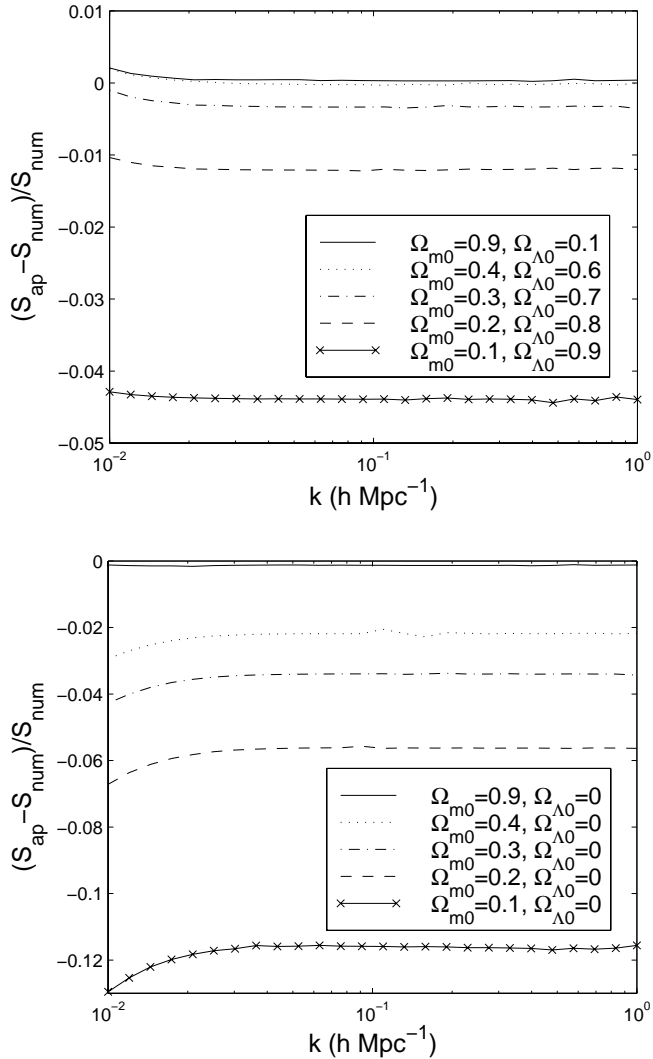 0.01
0
−0.01
−0.02
−0.03
−0.04
−0.05
(S_ap−S_num)/S_num
Ω_m0=0.9, Ω_Λ0=0.1
Ω_m0=0.4, Ω_Λ0=0.6
Ω_m0=0.3, Ω_Λ0=0.7
Ω_m0=0.2, Ω_Λ0=0.8
Ω_m0=0.1, Ω_Λ0=0.9
10^−2
10^−1
10^0
k (h Mpc^−1)
0
−0.02
−0.04
−0.06
−0.08
−0.1
−0.12
(S_ap−S_num)/S_num
Ω_m0=0.9, Ω_Λ0=0
Ω_m0=0.4, Ω_Λ0=0
Ω_m0=0.3, Ω_Λ0=0
Ω_m0=0.2, Ω_Λ0=0
Ω_m0=0.1, Ω_Λ0=0
10^−2
10^−1
10^0
k (h Mpc^−1)